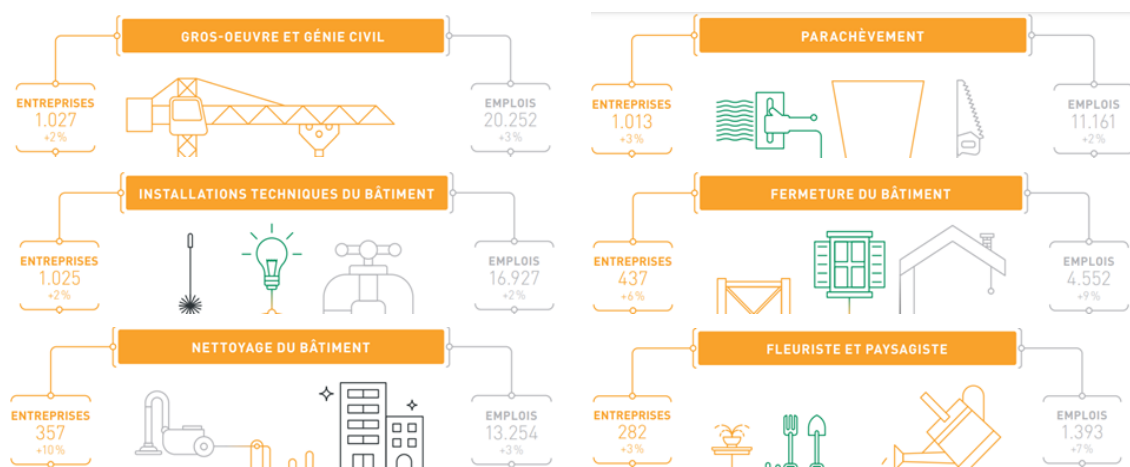 GROS-OEUVRE ET GÉNIE CIVIL
ENTREPRISES
1.027
+2%
EMPLOIS
20.252
+3%
PARACHÈVEMENT
ENTREPRISES
1.013
+3%
EMPLOIS
11.161
+2%
INSTALLATIONS TECHNIQUES DU BÂTIMENT
ENTREPRISES
1.025
+2%
EMPLOIS
16.927
+2%
FERMETURE DU BÂTIMENT
ENTREPRISES
437
+6%
EMPLOIS
4.552
+9%
NETTOYAGE DU BÂTIMENT
ENTREPRISES
357
+10%
EMPLOIS
13.254
+3%
FLEURISTE ET PAYSAGISTE
ENTREPRISES
282
+3%
EMPLOIS
1.393
+7%